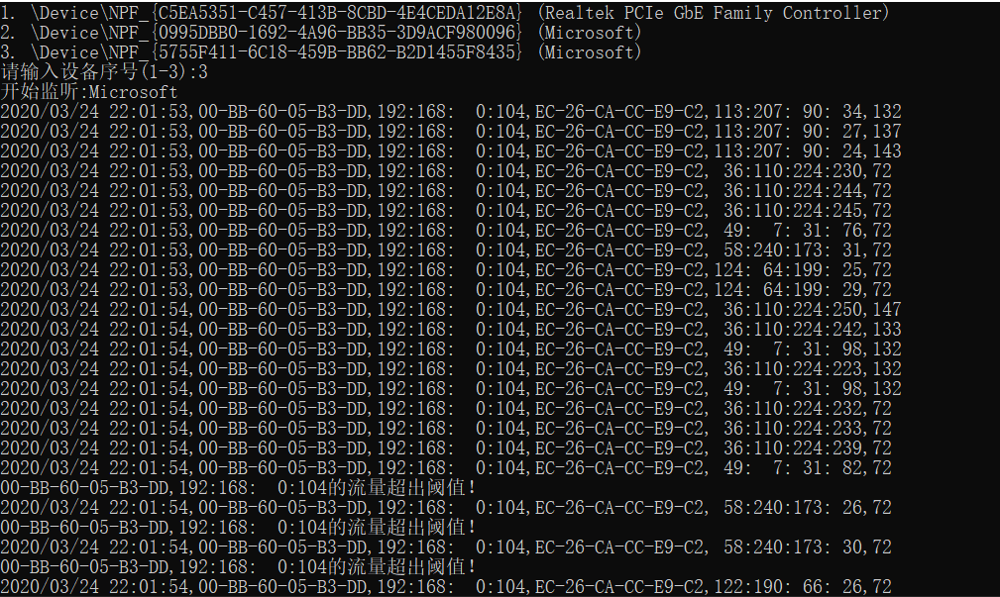 1. \Device\NPF_{C5EA5351-C457-413B-8CBD-4E4CEDA12E8A} (Realtek PCIe GbE Family Controller)
2. \Device\NPF_{0995DBB0-1692-4A96-BB35-3D9ACF980096} (Microsoft)
3. \Device\NPF_{5755F411-6C18-459B-BB62-B2D1455F8435} (Microsoft)
请输入设备序号(1-3):3
开始监听:Microsoft
2020/03/24 22:01:53,00-BB-60-05-B3-DD,192:168:  0:104,EC-26-CA-CC-E9-C2,113:207: 90: 34,132
2020/03/24 22:01:53,00-BB-60-05-B3-DD,192:168:  0:104,EC-26-CA-CC-E9-C2,113:207: 90: 27,137
2020/03/24 22:01:53,00-BB-60-05-B3-DD,192:168:  0:104,EC-26-CA-CC-E9-C2,113:207: 90: 24,143
2020/03/24 22:01:53,00-BB-60-05-B3-DD,192:168:  0:104,EC-26-CA-CC-E9-C2, 36:110:224:230,72
2020/03/24 22:01:53,00-BB-60-05-B3-DD,192:168:  0:104,EC-26-CA-CC-E9-C2, 36:110:224:244,72
2020/03/24 22:01:53,00-BB-60-05-B3-DD,192:168:  0:104,EC-26-CA-CC-E9-C2, 36:110:224:245,72
2020/03/24 22:01:53,00-BB-60-05-B3-DD,192:168:  0:104,EC-26-CA-CC-E9-C2, 49:  7: 31: 76,72
2020/03/24 22:01:53,00-BB-60-05-B3-DD,192:168:  0:104,EC-26-CA-CC-E9-C2, 58:240:173: 31,72
2020/03/24 22:01:53,00-BB-60-05-B3-DD,192:168:  0:104,EC-26-CA-CC-E9-C2,124: 64:199: 25,72
2020/03/24 22:01:53,00-BB-60-05-B3-DD,192:168:  0:104,EC-26-CA-CC-E9-C2,124: 64:199: 29,72
2020/03/24 22:01:54,00-BB-60-05-B3-DD,192:168:  0:104,EC-26-CA-CC-E9-C2, 36:110:224:250,147
2020/03/24 22:01:54,00-BB-60-05-B3-DD,192:168:  0:104,EC-26-CA-CC-E9-C2, 36:110:224:242,133
2020/03/24 22:01:54,00-BB-60-05-B3-DD,192:168:  0:104,EC-26-CA-CC-E9-C2, 49:  7: 31: 98,132
2020/03/24 22:01:54,00-BB-60-05-B3-DD,192:168:  0:104,EC-26-CA-CC-E9-C2, 36:110:224:223,132
2020/03/24 22:01:54,00-BB-60-05-B3-DD,192:168:  0:104,EC-26-CA-CC-E9-C2, 49:  7: 31: 98,132
2020/03/24 22:01:54,00-BB-60-05-B3-DD,192:168:  0:104,EC-26-CA-CC-E9-C2, 36:110:224:232,72
2020/03/24 22:01:54,00-BB-60-05-B3-DD,192:168:  0:104,EC-26-CA-CC-E9-C2, 36:110:224:233,72
2020/03/24 22:01:54,00-BB-60-05-B3-DD,192:168:  0:104,EC-26-CA-CC-E9-C2, 36:110:224:239,72
2020/03/24 22:01:54,00-BB-60-05-B3-DD,192:168:  0:104,EC-26-CA-CC-E9-C2, 49:  7: 31: 82,72
00-BB-60-05-B3-DD,192:168:  0:104的流量超出阈值!
2020/03/24 22:01:54,00-BB-60-05-B3-DD,192:168:  0:104,EC-26-CA-CC-E9-C2, 58:240:173: 26,72
00-BB-60-05-B3-DD,192:168:  0:104的流量超出阈值!
2020/03/24 22:01:54,00-BB-60-05-B3-DD,192:168:  0:104,EC-26-CA-CC-E9-C2, 58:240:173: 30,72
00-BB-60-05-B3-DD,192:168:  0:104的流量超出阈值!
2020/03/24 22:01:54,00-BB-60-05-B3-DD,192:168:  0:104,EC-26-CA-CC-E9-C2,122:190: 66: 26,72